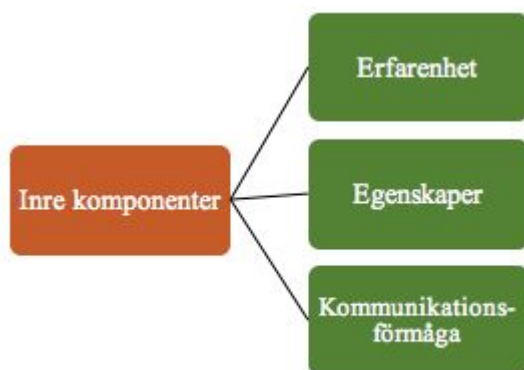 Erfarenhet
Inre komponenter
Egenskaper
Kommunikations-
förmåga